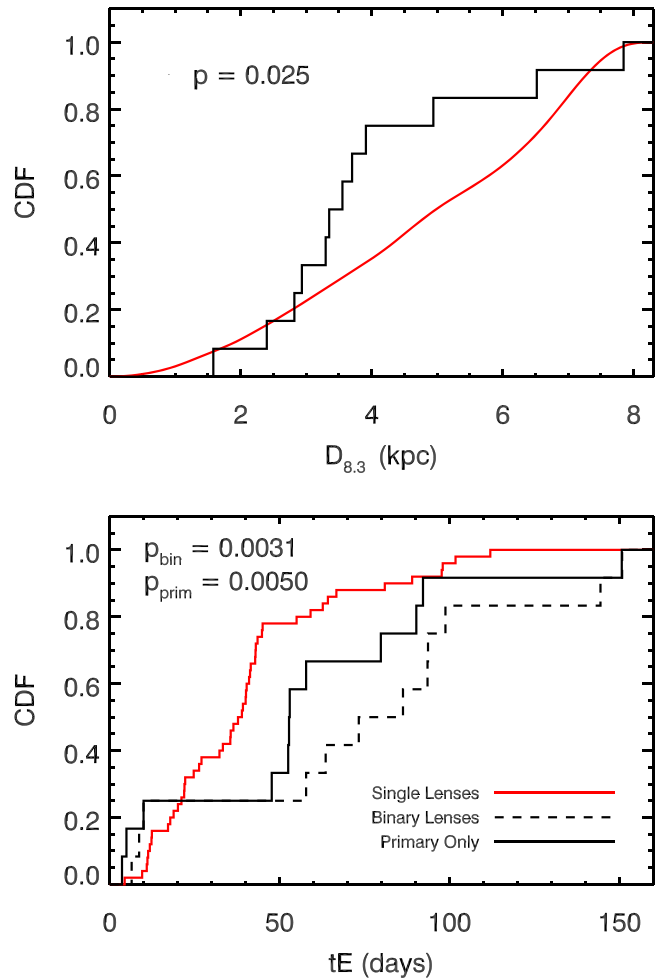 1.0
0.8
0.6
0.4
0.2
0.0
CDF
p = 0.025
0 2 4 6 8
D8.3 (kpc)
1.0
0.8
0.6
0.4
0.2
0.0
CDF
pbin = 0.0031
pprim = 0.0050
Single Lenses
Binary Lenses
Primary Only
0 50 100 150
tE (days)